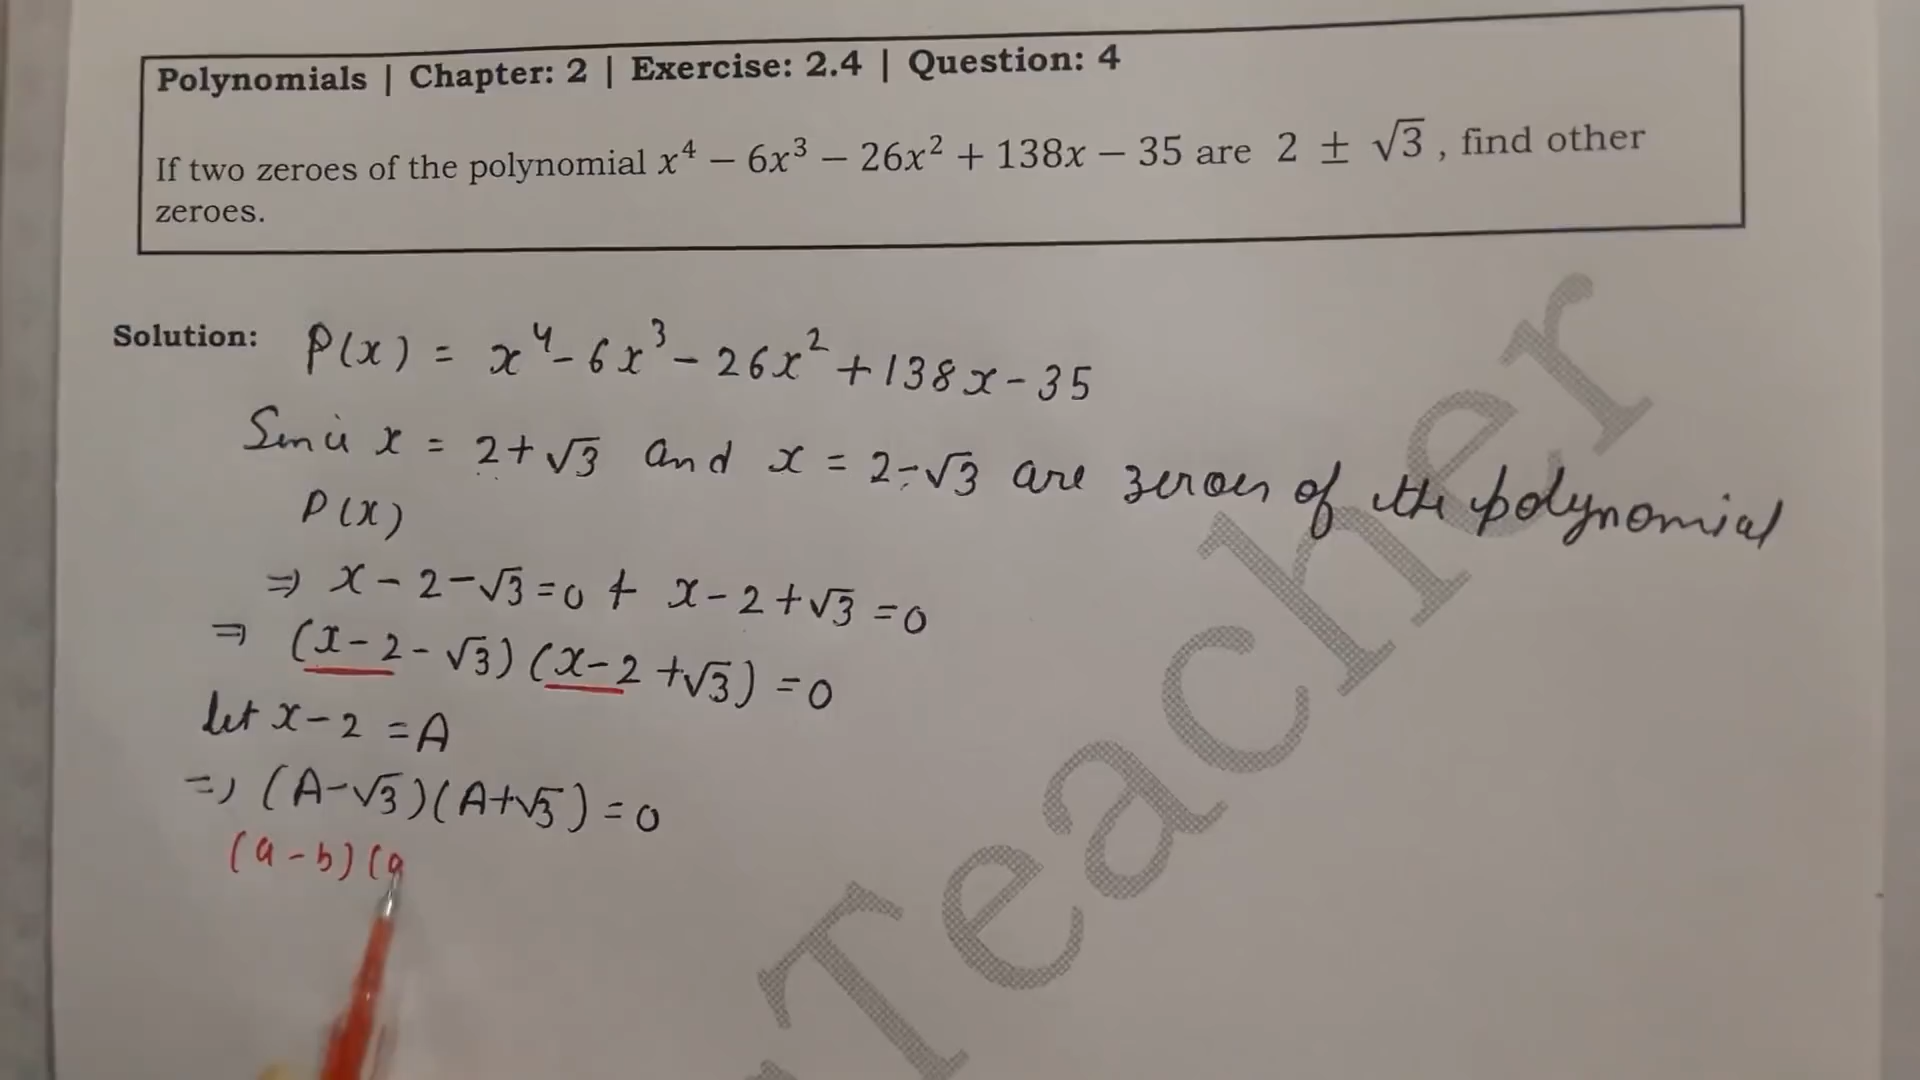 Polynomials | Chapter: 2 | Exercise: 2.4 | Question: 4
If two zeroes of the polynomial x⁴ − 6x³ − 26x² + 138x − 35 are 2 ± √3 , find other
zeroes.
Solution: P(x) = x⁴ - 6x³ - 26x² + 138x - 35
x = 2+√3 and x = 2-√3 are zeroes of the polynomial
P(x)
⇒ x - 2 - √3 = 0 + x - 2 + √3 = 0
⇒ (x - 2 - √3) (x - 2 + √3) = 0
let x - 2 = A
⇒ (A - √3) (A + √3) = 0
(a - b) (a
Teacher